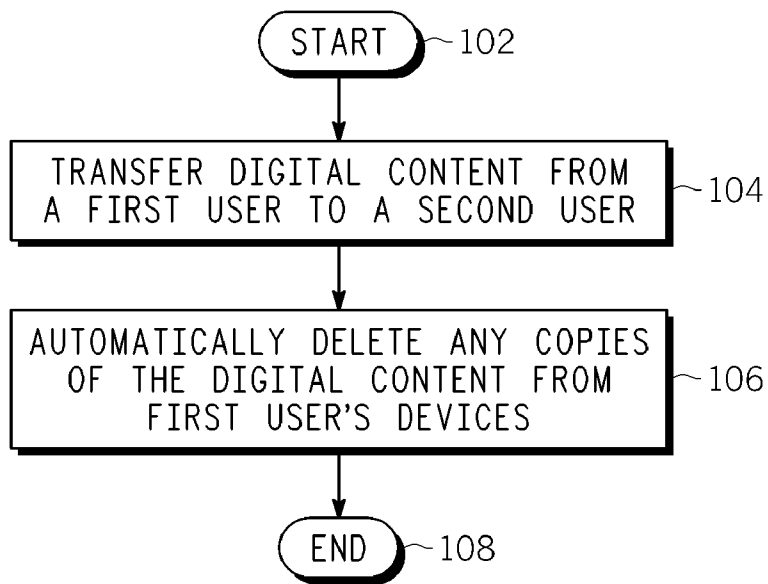 START 102
TRANSFER DIGITAL CONTENT FROM
A FIRST USER TO A SECOND USER
104
AUTOMATICALLY DELETE ANY COPIES
OF THE DIGITAL CONTENT FROM
106
FIRST USER'S DEVICES
END 108